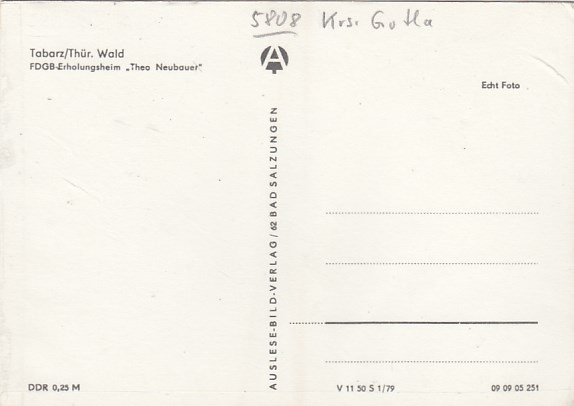 5808 Krs. Gotha
Tabarz/Thür. Wald
FDGB-Erholungsheim „Theo Neubauer"
Echt Foto
AUSLESE-BILD-VERLAG/62 BAD SALZUNGEN
DDR 0,25 M
V 11 50 S 1/79
09 09 05 251